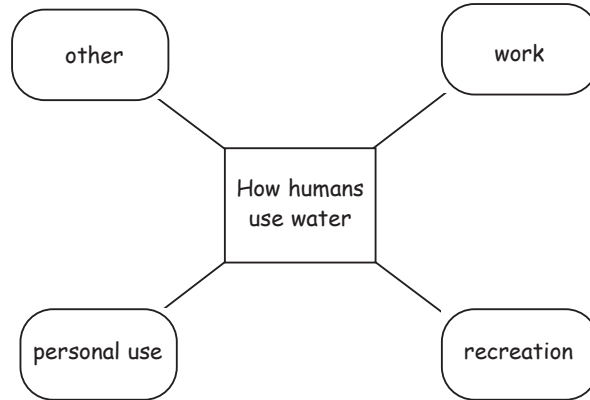 other
work
How humans
use water
personal use
recreation